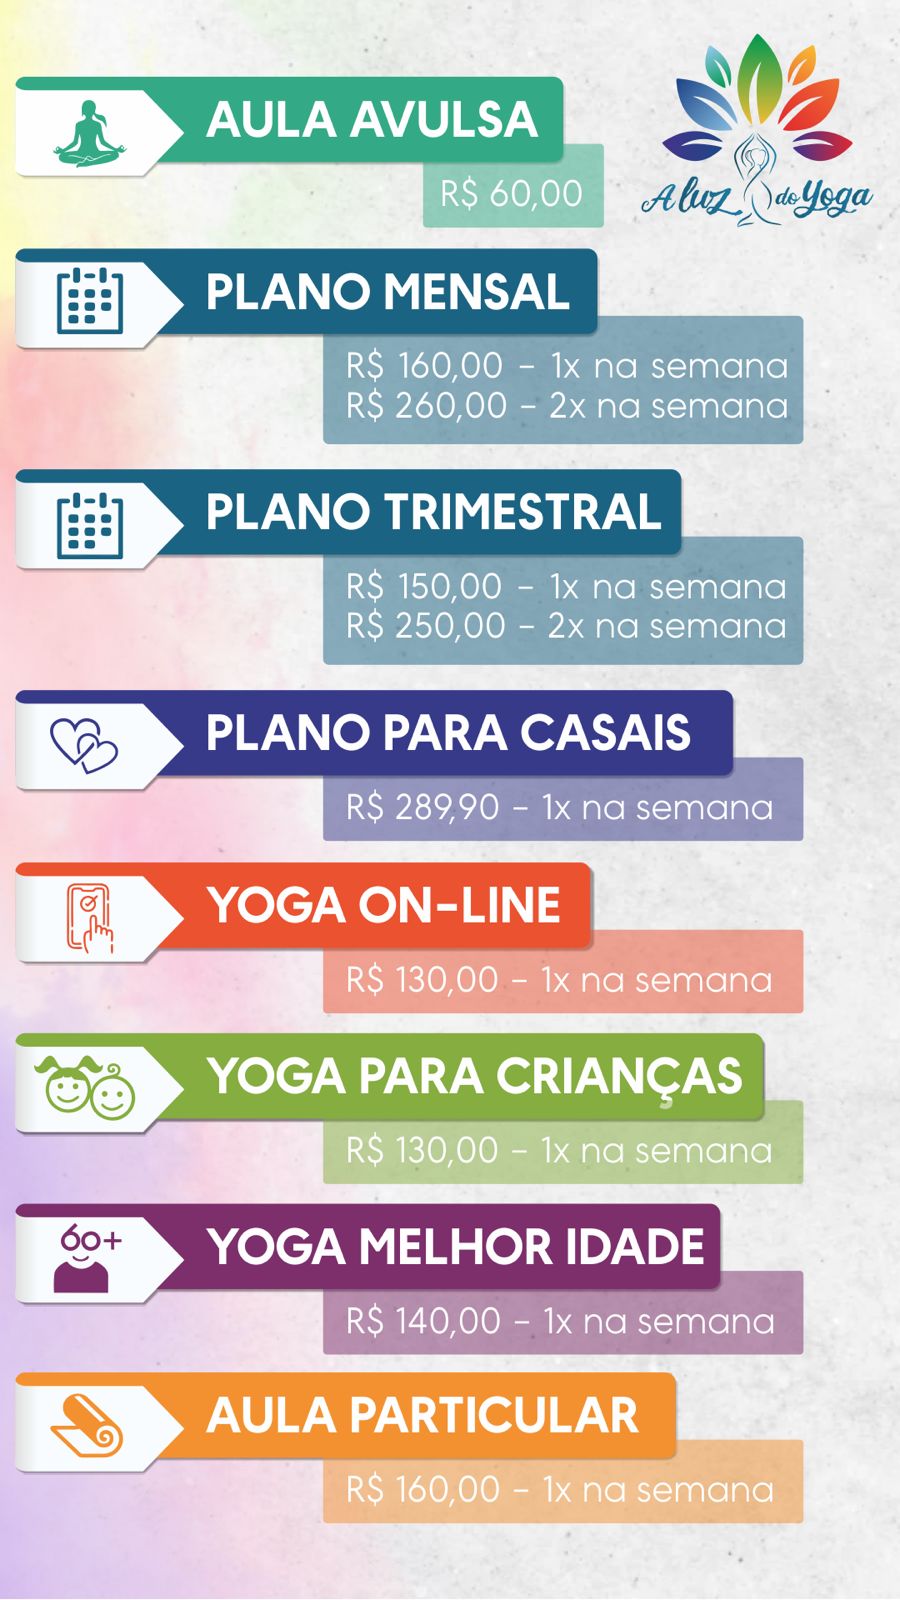 AULA AVULSA
R$ 60,00
A luz do Yoga
PLANO MENSAL
R$ 160,00 - 1x na semana
R$ 260,00 - 2x na semana
PLANO TRIMESTRAL
R$ 150,00 - 1x na semana
R$ 250,00 - 2x na semana
PLANO PARA CASAIS
R$ 289,90 - 1x na semana
YOGA ON-LINE
R$ 130,00 - 1x na semana
YOGA PARA CRIANÇAS
R$ 130,00 - 1x na semana
60+
YOGA MELHOR IDADE
R$ 140,00 - 1x na semana
AULA PARTICULAR
R$ 160,00 - 1x na semana